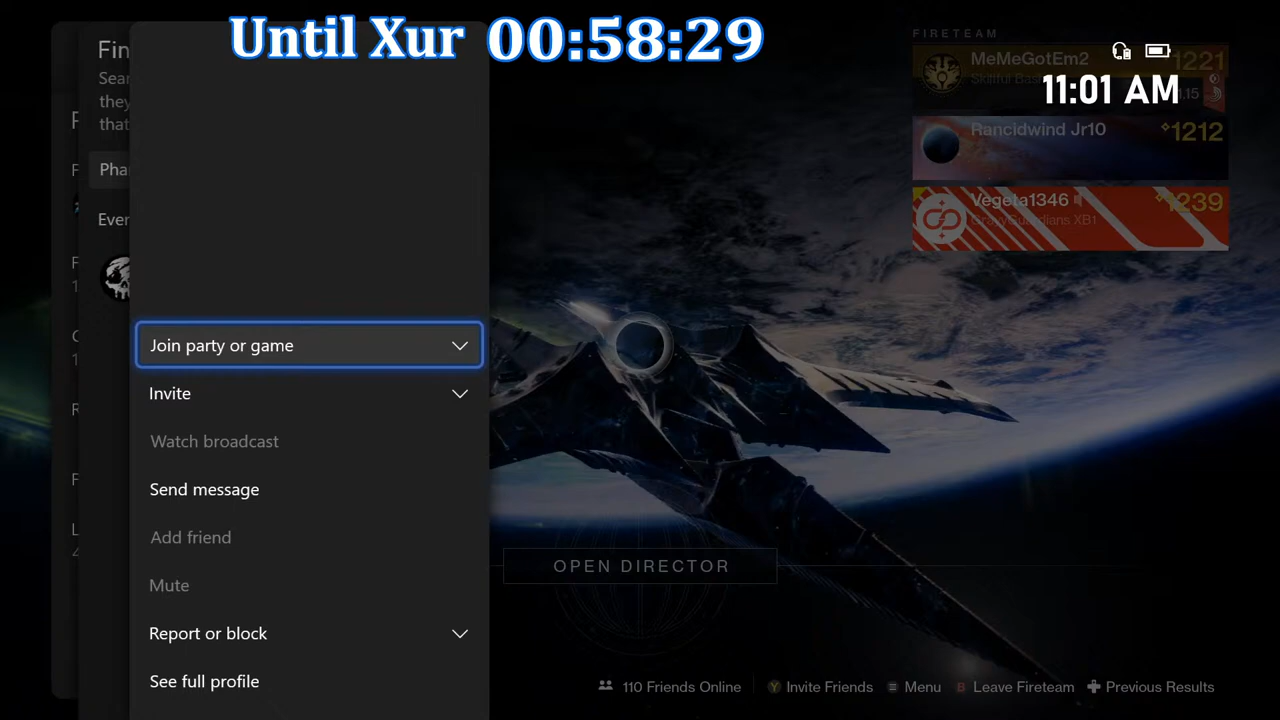 Until Xur 00:58:29
FIRETEAM
MeMeGotEm2
1221
11:01 AM
Rancidwind Jr10
1212
Vegeta1346
1239
GravyGuardians XB1
Fin
Sear
they
that
Pha
Ever
Join party or game
Invite
Watch broadcast
Send message
Add friend
Mute
Report or block
See full profile
OPEN DIRECTOR
110 Friends Online
Y Invite Friends
Menu
B Leave Fireteam
Previous Results